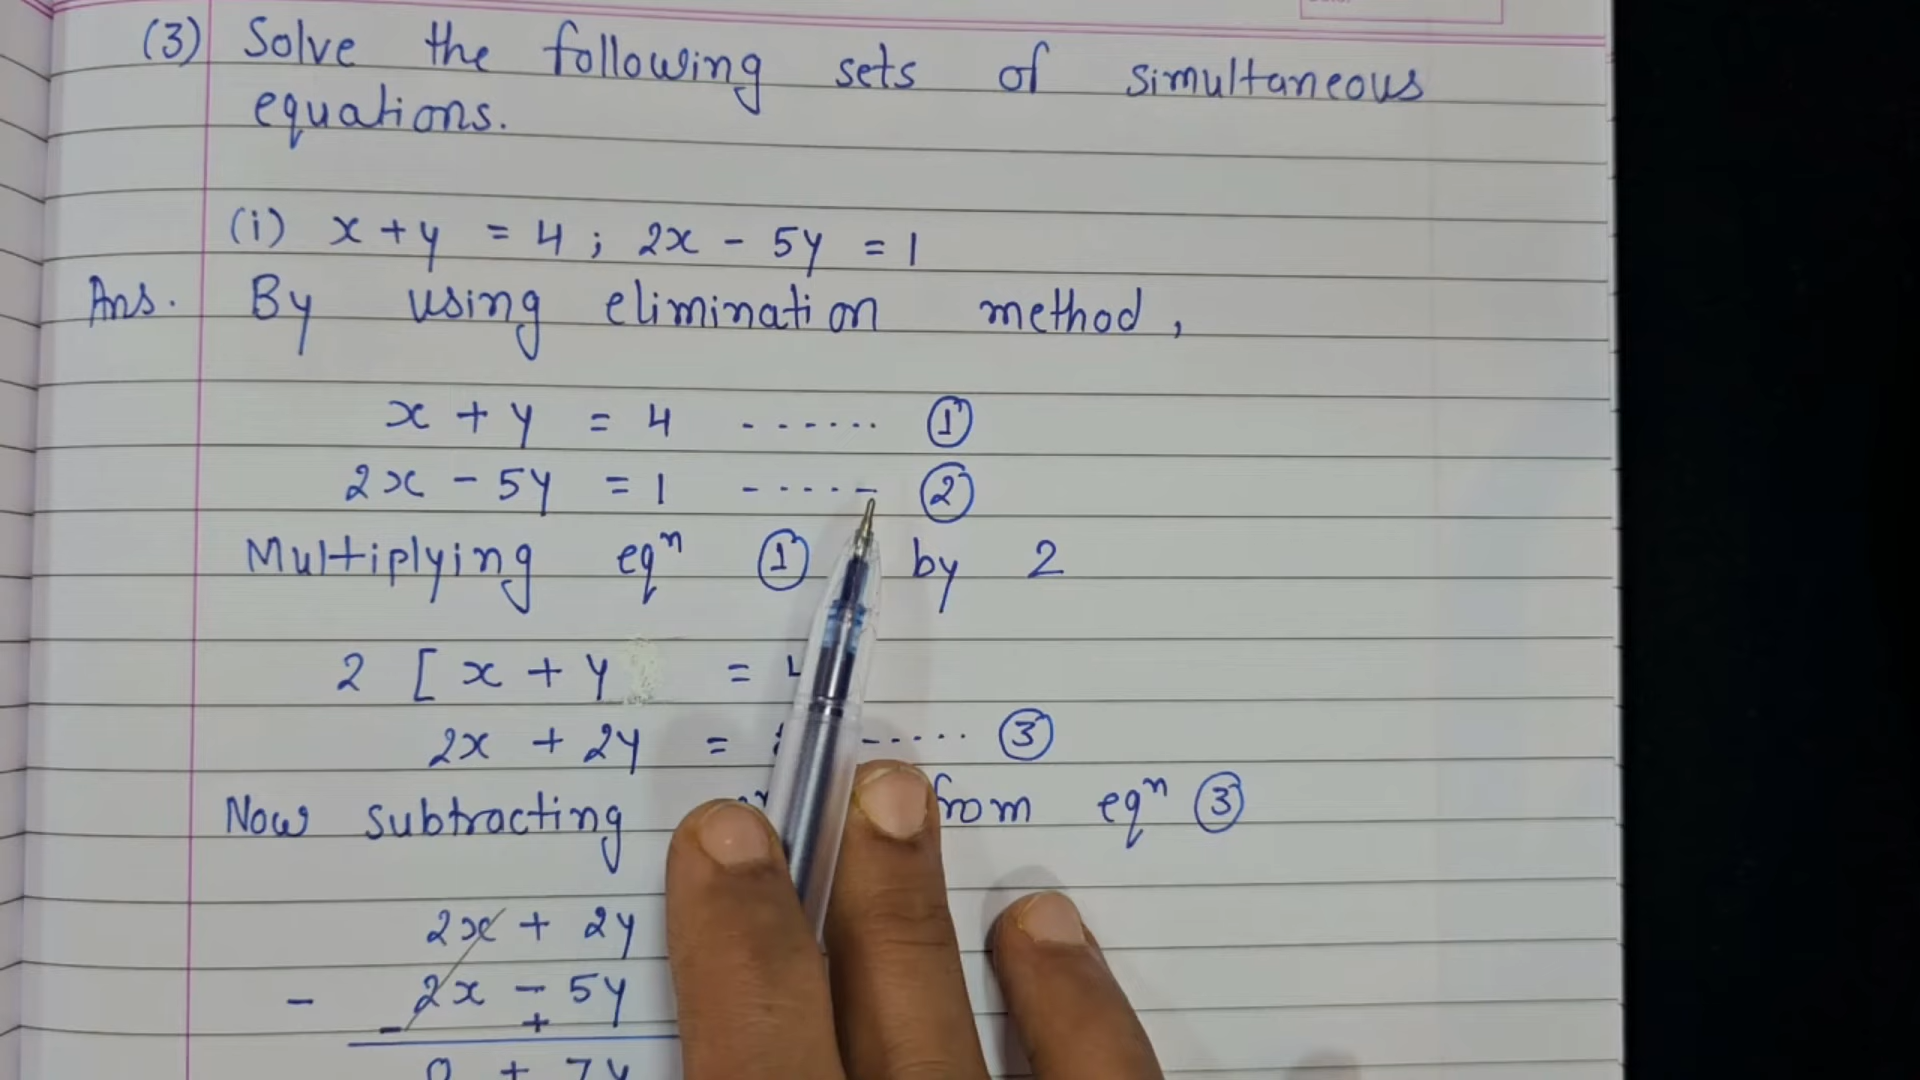 (3) Solve the following sets of simultaneous
equations.
(i) x + y = 4 ; 2x - 5y = 1
Ans. By using elimination method,
x + y = 4 ...... ①
2x - 5y = 1 ----- ②
Multiplying eqⁿ ① by 2
2 [ x + y =
2x + 2y = ..... ③
Now subtracting from eqⁿ ③
2x + 2y
- 2x - 5y
- +
0 + 7y